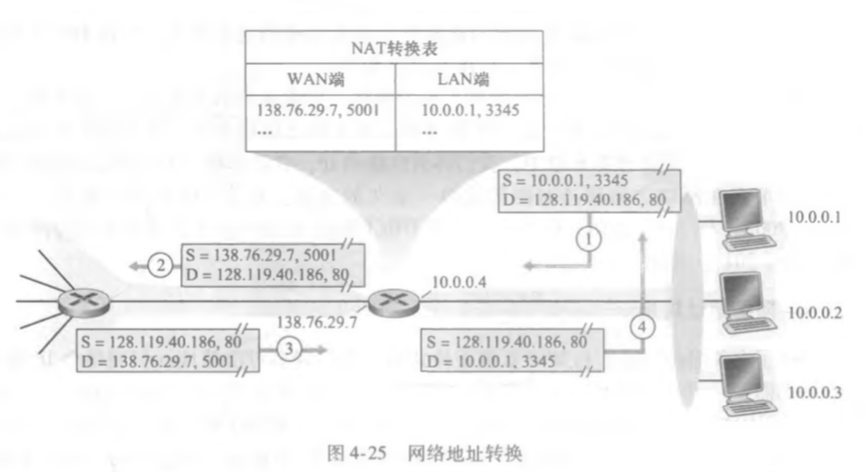 NAT转换表
WAN端 LAN端
138.76.29.7, 5001 10.0.0.1, 3345
... ...
S = 10.0.0.1, 3345
D = 128.119.40.186, 80
1
10.0.0.1
S = 138.76.29.7, 5001
D = 128.119.40.186, 80
2
10.0.0.4
10.0.0.2
138.76.29.7
S = 128.119.40.186, 80
D = 138.76.29.7, 5001
3
S = 128.119.40.186, 80
D = 10.0.0.1, 3345
4
10.0.0.3
图4-25 网络地址转换